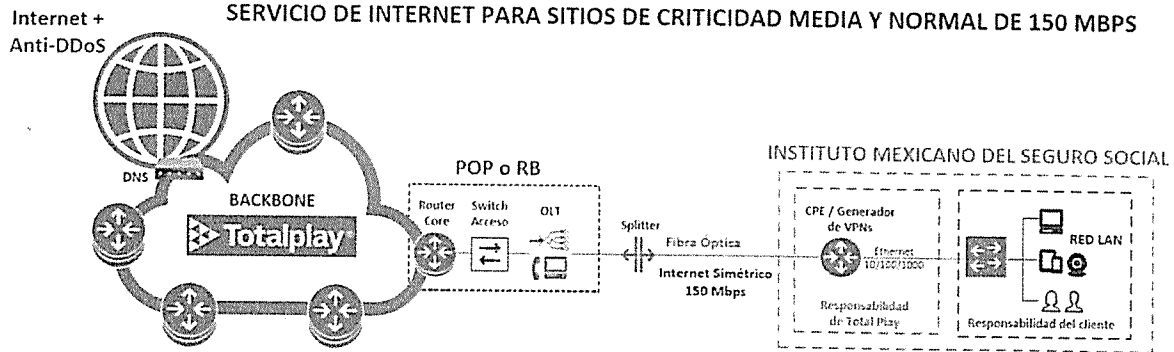 Internet +
Anti-DDoS
SERVICIO DE INTERNET PARA SITIOS DE CRITICIDAD MEDIA Y NORMAL DE 150 MBPS
DNS
BACKBONE
Totalplay
POP o RB
Router
Core
Switch
Acceso
OLT
Splitter
Fibra Óptica
Internet Simétrico
150 Mbps
INSTITUTO MEXICANO DEL SEGURO SOCIAL
CPE / Generador
de VPNs
Ethernet
10/100/1000
Responsabilidad
de Total Play
RED LAN
Responsabilidad del cliente